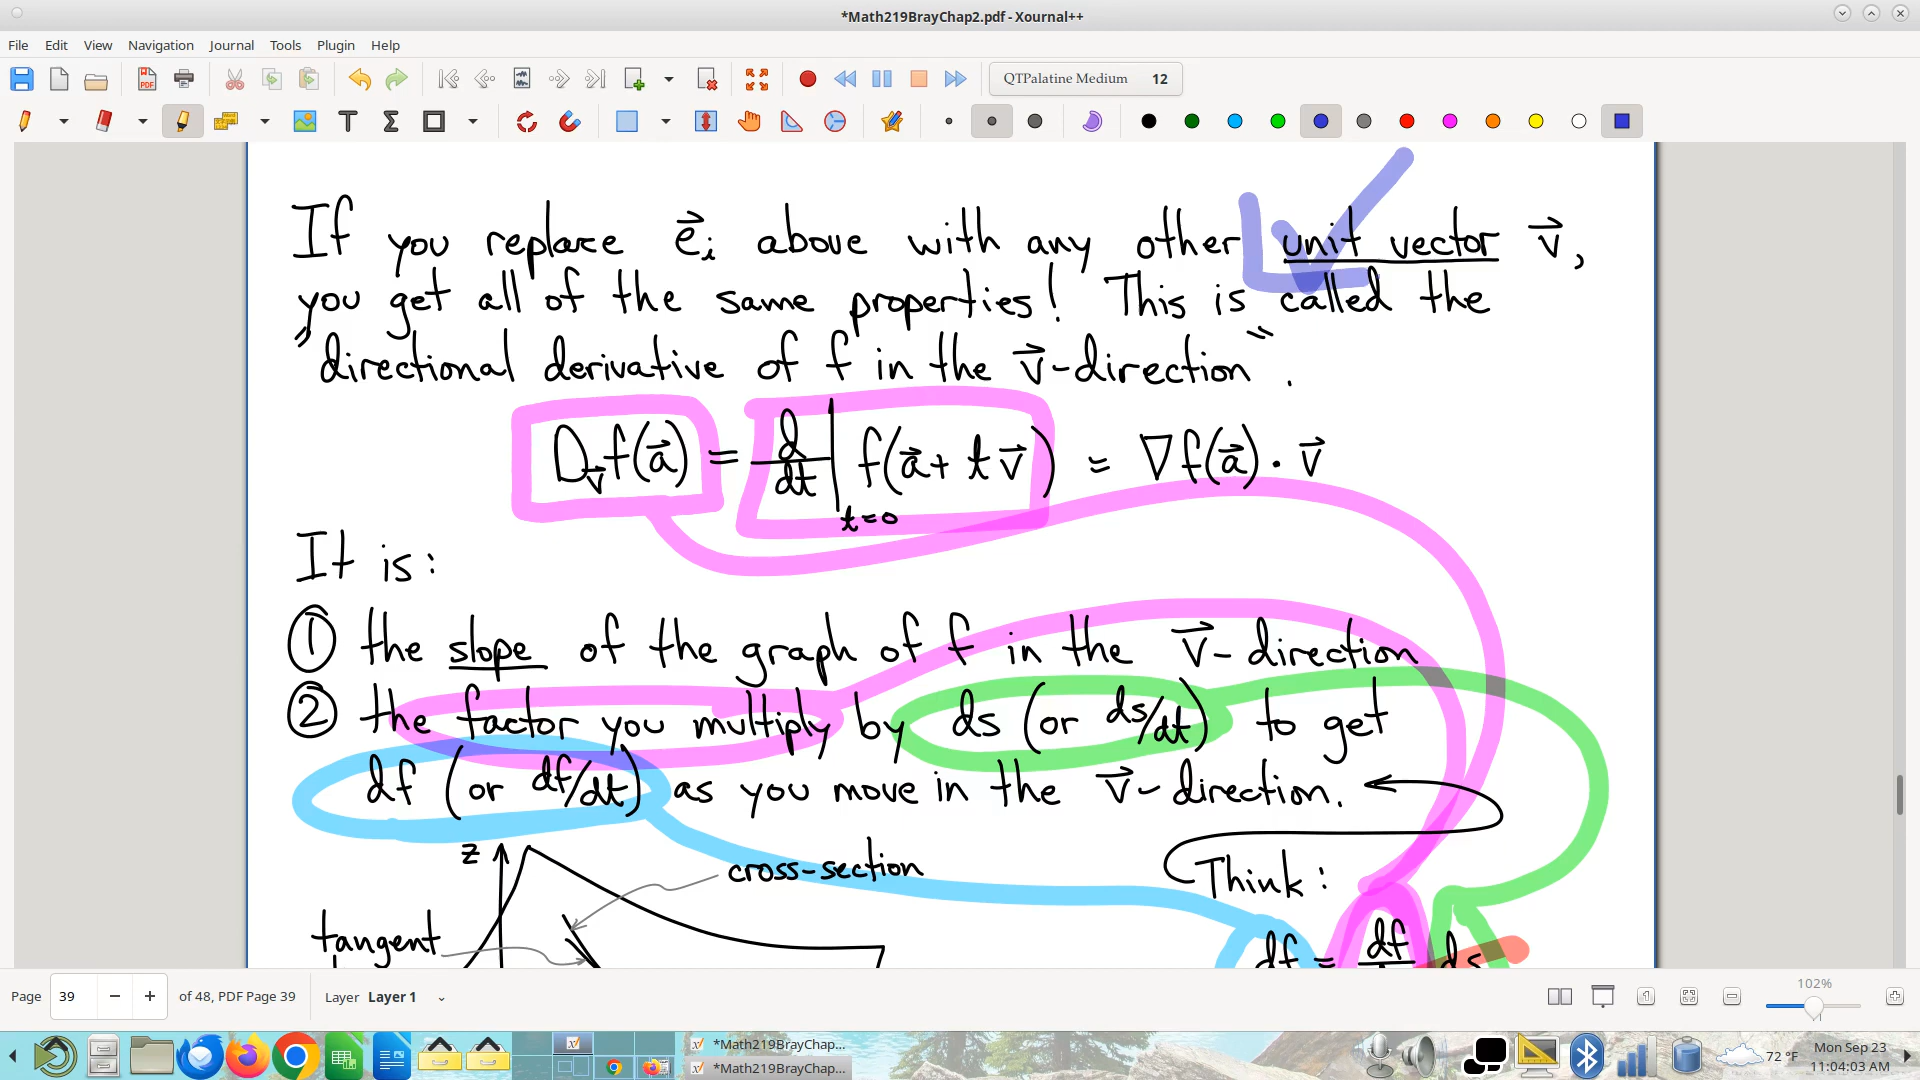 *Math219BrayChap2.pdf - Xournal++
File Edit View Navigation Journal Tools Plugin Help
QTPalatine Medium 12
If you replace e⃗ᵢ above with any other unit vector v⃗,
you get all of the same properties! This is called the
"directional derivative of f in the v⃗-direction".
D_v⃗ f(a⃗) = d/dt |_{t=0} f(a⃗ + t v⃗) = ∇f(a⃗) · v⃗
It is:
① the slope of the graph of f in the v⃗-direction
② the factor you multiply by ds (or ds/dt) to get
df (or df/dt) as you move in the v⃗-direction.
z
cross-section
Think:
tangent
df = df ds
Page 39 of 48, PDF Page 39 Layer Layer 1
102%
*Math219BrayChap...
*Math219BrayChap...
72 °F
Mon Sep 23
11:04:03 AM